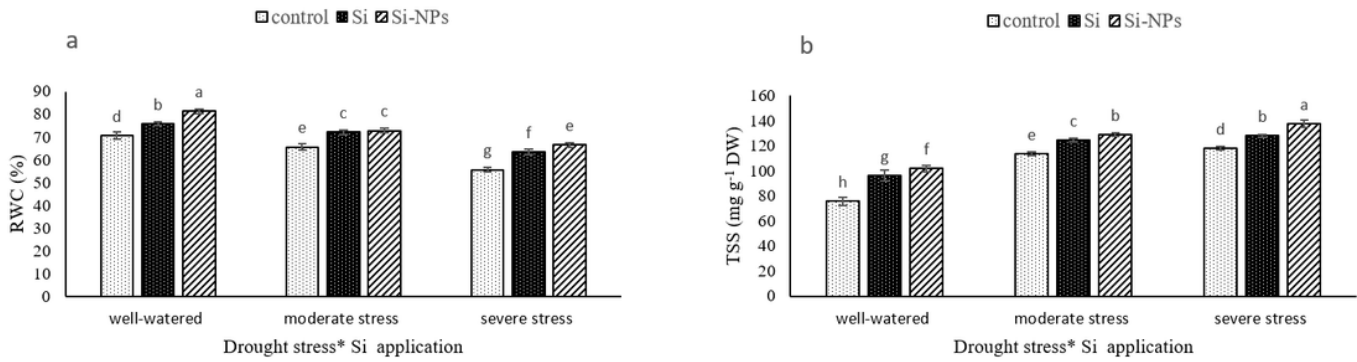 control Si Si-NPs
a
RWC (%)
90
80
70
60
50
40
30
20
10
0
d b a
e c c
g f e
well-watered moderate stress severe stress
Drought stress* Si application
control Si Si-NPs
b
TSS (mg g-1 DW)
160
140
120
100
80
60
40
20
0
h g f
e c b
d b a
well-watered moderate stress severe stress
Drought stress* Si application